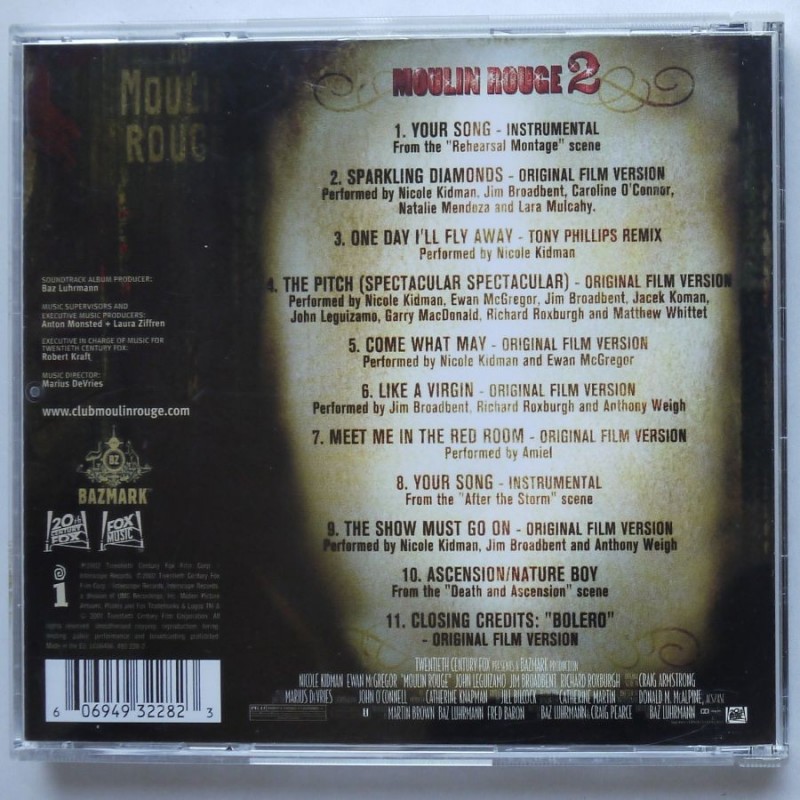 MOULIN ROUGE
MOULIN ROUGE 2
1. YOUR SONG - INSTRUMENTAL
From the "Rehearsal Montage" scene
2. SPARKLING DIAMONDS - ORIGINAL FILM VERSION
Performed by Nicole Kidman, Jim Broadbent, Caroline O'Connor,
Natalie Mendoza and Lara Mulcahy.
3. ONE DAY I'LL FLY AWAY - TONY PHILLIPS REMIX
Performed by Nicole Kidman
4. THE PITCH (SPECTACULAR SPECTACULAR) - ORIGINAL FILM VERSION
Performed by Nicole Kidman, Ewan McGregor, Jim Broadbent, Jacek Koman,
John Leguizamo, Garry MacDonald, Richard Roxburgh and Matthew Whittet
5. COME WHAT MAY - ORIGINAL FILM VERSION
Performed by Nicole Kidman and Ewan McGregor
6. LIKE A VIRGIN - ORIGINAL FILM VERSION
Performed by Jim Broadbent, Richard Roxburgh and Anthony Weigh
7. MEET ME IN THE RED ROOM - ORIGINAL FILM VERSION
Performed by Amiel
8. YOUR SONG - INSTRUMENTAL
From the "After the Storm" scene
9. THE SHOW MUST GO ON - ORIGINAL FILM VERSION
Performed by Nicole Kidman, Jim Broadbent and Anthony Weigh
10. ASCENSION/NATURE BOY
From the "Death and Ascension" scene
11. CLOSING CREDITS: "BOLERO"
- ORIGINAL FILM VERSION
SOUNDTRACK ALBUM PRODUCER:
Baz Luhrmann
MUSIC SUPERVISORS AND
EXECUTIVE MUSIC PRODUCERS:
Anton Monsted + Laura Ziffren
EXECUTIVE IN CHARGE OF MUSIC FOR
TWENTIETH CENTURY FOX:
Robert Kraft
MUSIC DIRECTOR:
Marius DeVries
www.clubmoulinrouge.com
BZ
BAZMARK
20th CENTURY FOX
FOX MUSIC
i
TWENTIETH CENTURY FOX PRESENTS A BAZMARK PRODUCTION
NICOLE KIDMAN EWAN McGREGOR "MOULIN ROUGE" JOHN LEGUIZAMO JIM BROADBENT RICHARD ROXBURGH CRAIG ARMSTRONG
MARIUS DeVRIES JOHN O'CONNELL CATHERINE KNAPMAN JILL BILCOCK CATHERINE MARTIN DONALD M. McALPINE
MARTIN BROWN BAZ LUHRMANN FRED BARON BAZ LUHRMANN & CRAIG PEARCE BAZ LUHRMANN
6 06949 32282 3